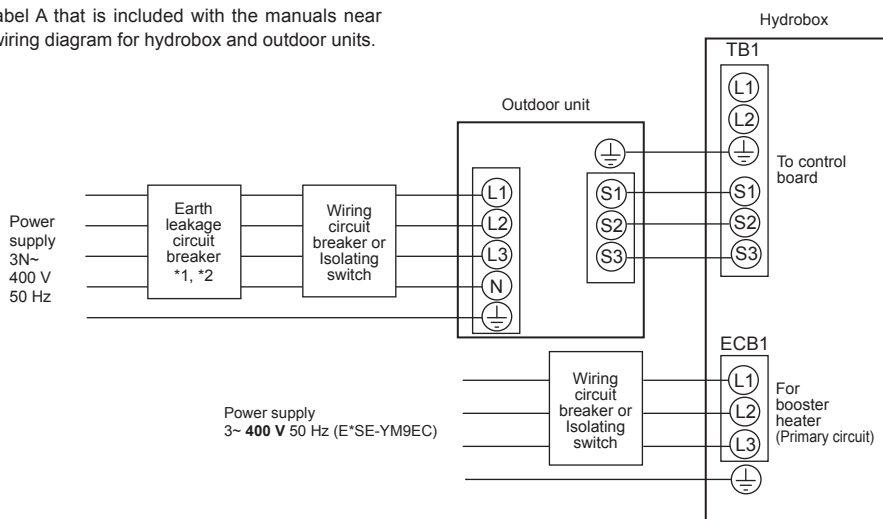 abel A that is included with the manuals near
wiring diagram for hydrobox and outdoor units.
Hydrobox
TB1
L1
L2
To control
board
S1
S2
S3
Outdoor unit
S1
S2
S3
L1
L2
L3
N
Power
supply
3N~
400 V
50 Hz
Earth
leakage
circuit
breaker
*1, *2
Wiring
circuit
breaker or
Isolating
switch
ECB1
L1
L2
L3
For
booster
heater
(Primary circuit)
Wiring
circuit
breaker or
Isolating
switch
Power supply
3~ 400 V 50 Hz (E*SE-YM9EC)